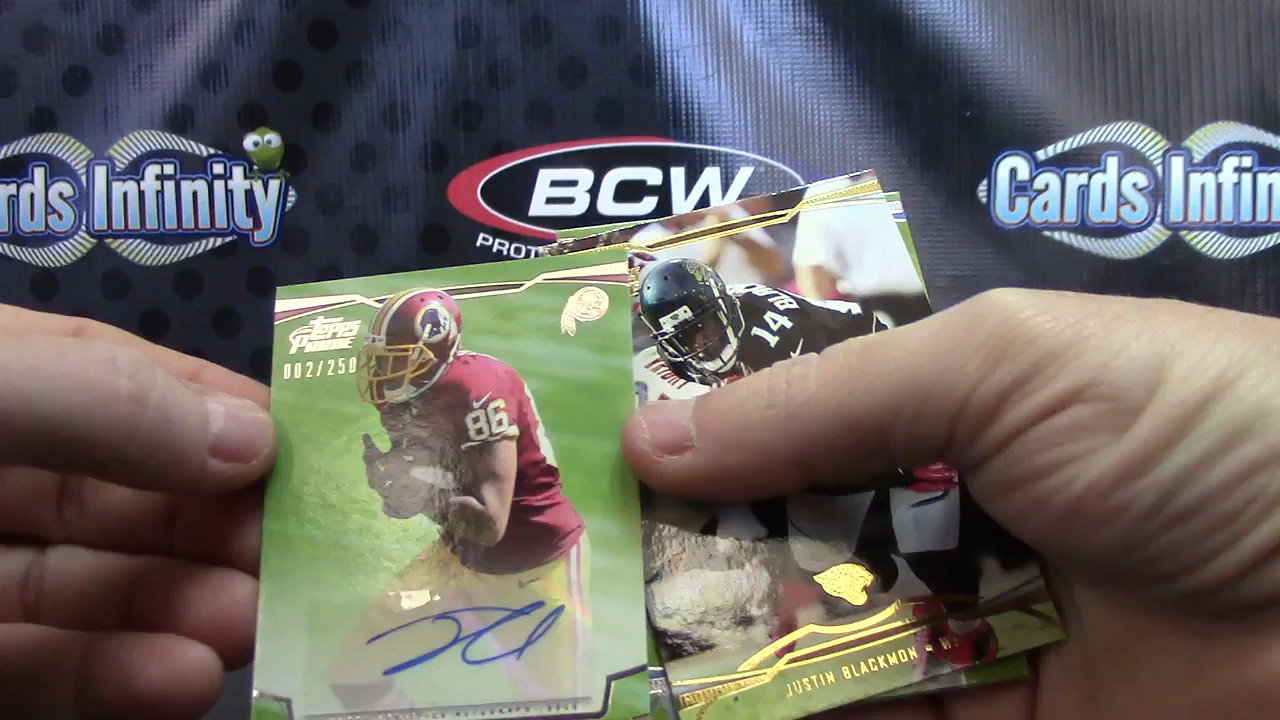 rds Infinity
BCW
PROT
Cards Infin
TOPPS
PRIME
002/250
86
14
JUSTIN BLACKMON